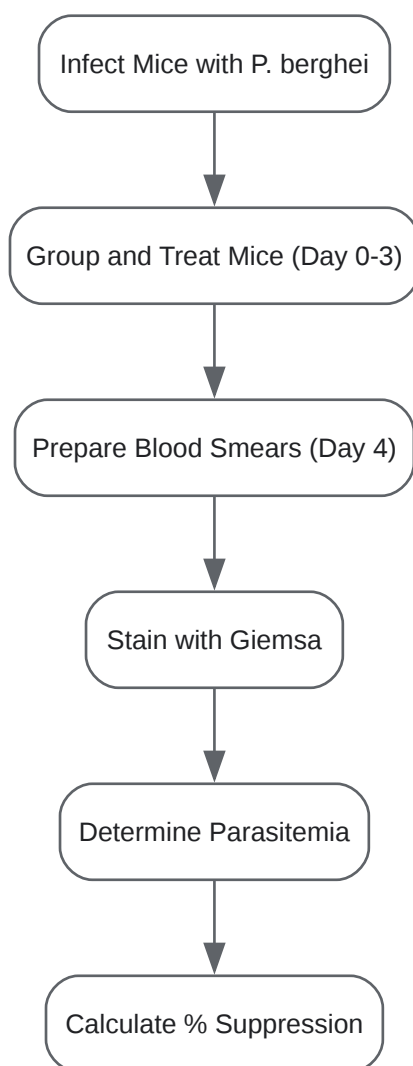 Infect Mice with P. berghei
Group and Treat Mice (Day 0-3)
Prepare Blood Smears (Day 4)
Stain with Giemsa
Determine Parasitemia
Calculate % Suppression